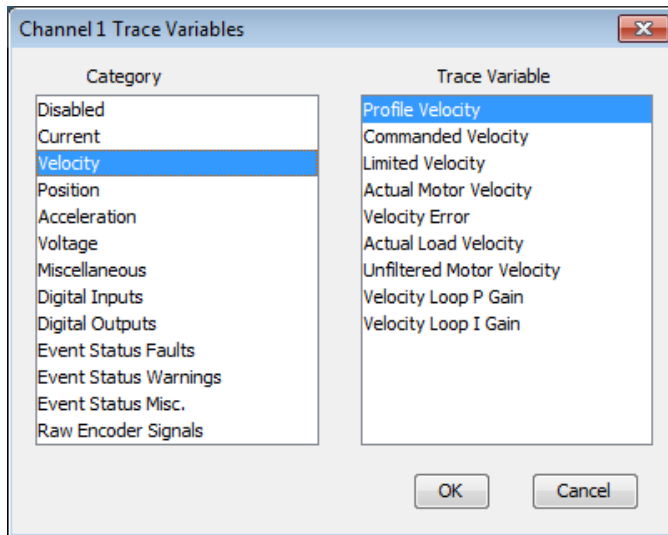 Channel 1 Trace Variables
Category
Disabled
Current
Velocity
Position
Acceleration
Voltage
Miscellaneous
Digital Inputs
Digital Outputs
Event Status Faults
Event Status Warnings
Event Status Misc.
Raw Encoder Signals
Trace Variable
Profile Velocity
Commanded Velocity
Limited Velocity
Actual Motor Velocity
Velocity Error
Actual Load Velocity
Unfiltered Motor Velocity
Velocity Loop P Gain
Velocity Loop I Gain
OK
Cancel